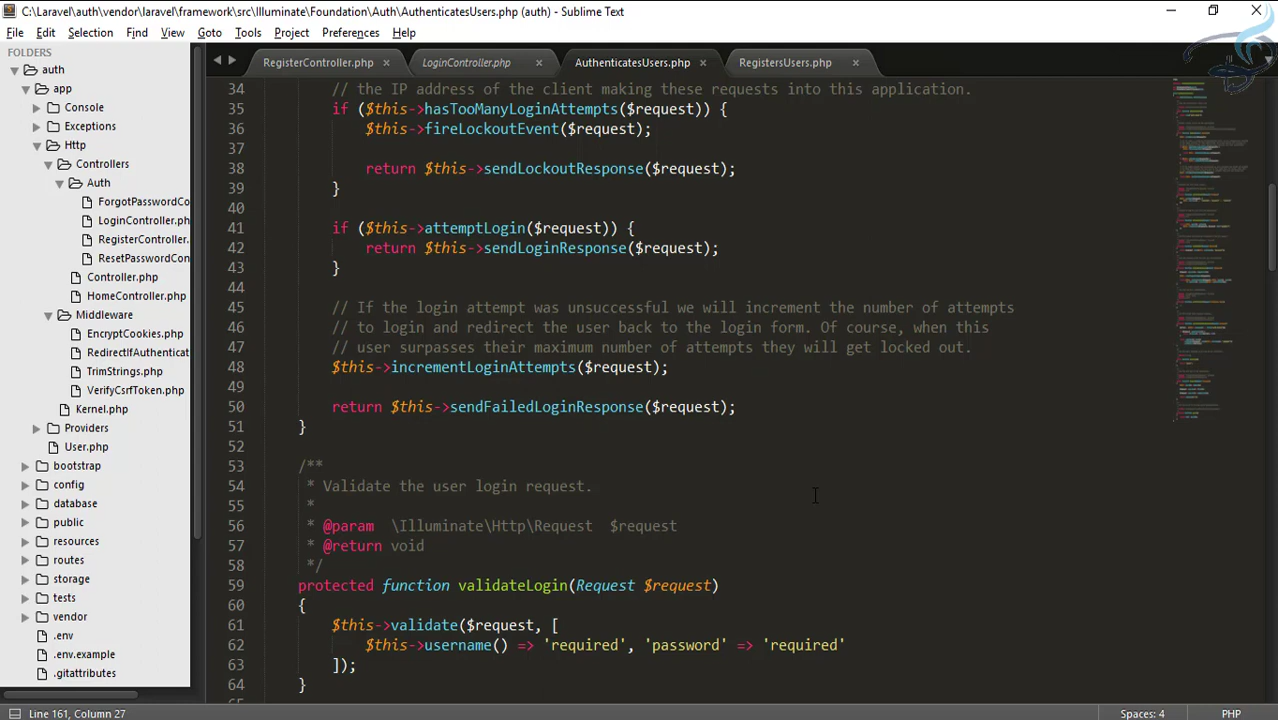 C:\Laravel\auth\vendor\laravel\framework\src\Illuminate\Foundation\Auth\AuthenticatesUsers.php (auth) - Sublime Text
File Edit Selection Find View Goto Tools Project Preferences Help
FOLDERS
auth
app
Console
Exceptions
Http
Controllers
Auth
ForgotPasswordCo
LoginController.ph
RegisterController.
ResetPasswordCon
Controller.php
HomeController.php
Middleware
EncryptCookies.php
RedirectIfAuthenticat
TrimStrings.php
VerifyCsrfToken.php
Kernel.php
Providers
User.php
bootstrap
config
database
public
resources
routes
storage
tests
vendor
.env
.env.example
.gitattributes
RegisterController.php × LoginController.php × AuthenticatesUsers.php × RegistersUsers.php ×
34 // the IP address of the client making these requests into this application.
35 if ($this->hasTooManyLoginAttempts($request)) {
36 $this->fireLockoutEvent($request);
37
38 return $this->sendLockoutResponse($request);
39 }
40
41 if ($this->attemptLogin($request)) {
42 return $this->sendLoginResponse($request);
43 }
44
45 // If the login attempt was unsuccessful we will increment the number of attempts
46 // to login and redirect the user back to the login form. Of course, when this
47 // user surpasses their maximum number of attempts they will get locked out.
48 $this->incrementLoginAttempts($request);
49
50 return $this->sendFailedLoginResponse($request);
51 }
52
53 /**
54 * Validate the user login request.
55 *
56 * @param \Illuminate\Http\Request $request
57 * @return void
58 */
59 protected function validateLogin(Request $request)
60 {
61 $this->validate($request, [
62 $this->username() => 'required', 'password' => 'required'
63 ]);
64 }
Line 161, Column 27 Spaces: 4 PHP